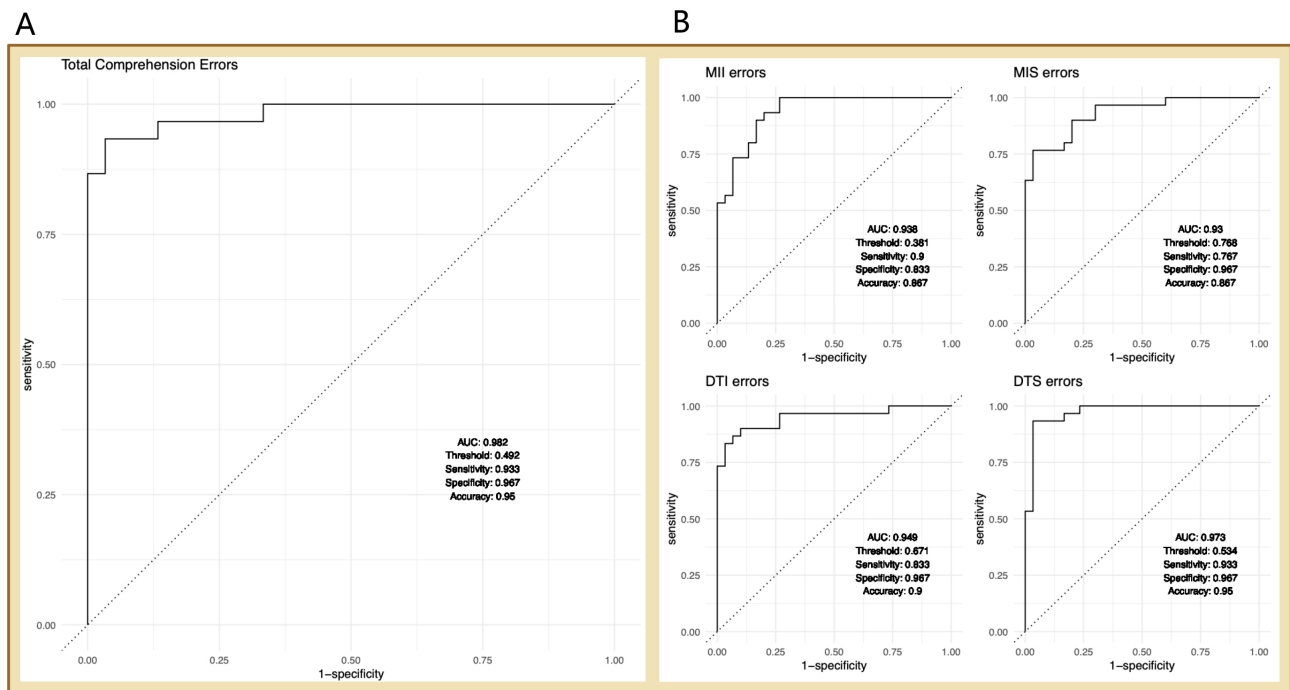 A
B
Total Comprehension Errors
1.00
0.75
0.50
0.25
0.00
sensitivity
AUC: 0.982
Threshold: 0.492
Sensitivity: 0.933
Specificity: 0.967
Accuracy: 0.95
0.00 0.25 0.50 0.75 1.00
1−specificity
MII errors
1.00
0.75
0.50
0.25
0.00
sensitivity
AUC: 0.938
Threshold: 0.381
Sensitivity: 0.9
Specificity: 0.833
Accuracy: 0.867
0.00 0.25 0.50 0.75 1.00
1−specificity
MIS errors
1.00
0.75
0.50
0.25
0.00
sensitivity
AUC: 0.93
Threshold: 0.768
Sensitivity: 0.767
Specificity: 0.967
Accuracy: 0.867
0.00 0.25 0.50 0.75 1.00
1−specificity
DTI errors
1.00
0.75
0.50
0.25
0.00
sensitivity
AUC: 0.949
Threshold: 0.671
Sensitivity: 0.833
Specificity: 0.967
Accuracy: 0.9
0.00 0.25 0.50 0.75 1.00
1−specificity
DTS errors
1.00
0.75
0.50
0.25
0.00
sensitivity
AUC: 0.973
Threshold: 0.534
Sensitivity: 0.933
Specificity: 0.967
Accuracy: 0.95
0.00 0.25 0.50 0.75 1.00
1−specificity